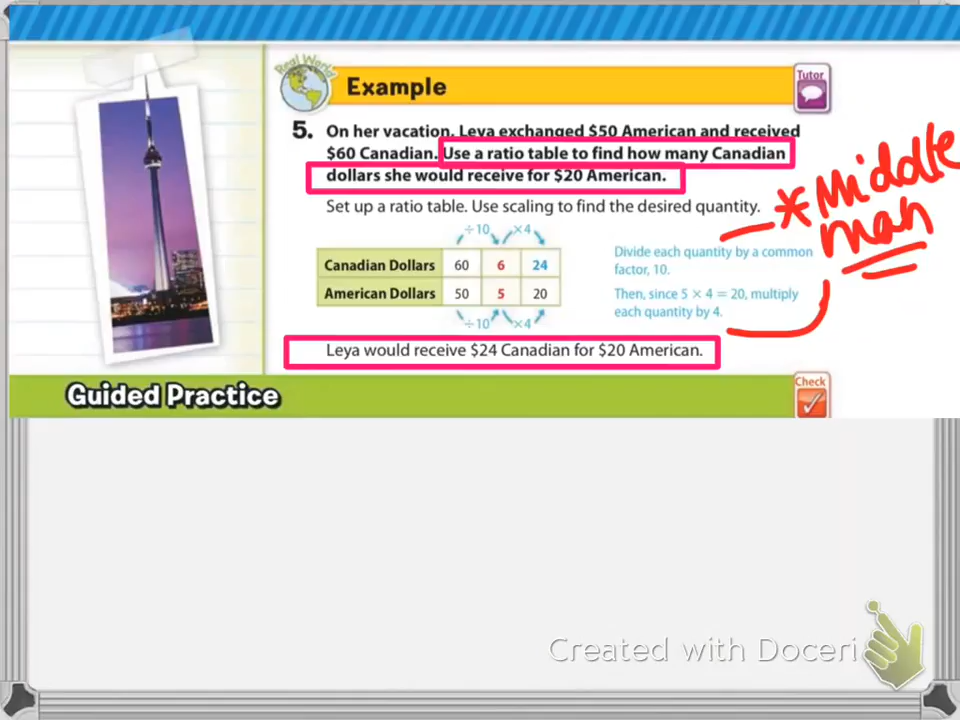 Real World
Example
Tutor
5. On her vacation, Leya exchanged $50 American and received
$60 Canadian. Use a ratio table to find how many Canadian
dollars she would receive for $20 American.
* Middle
man
Set up a ratio table. Use scaling to find the desired quantity.
÷10 ×4
Canadian Dollars 60 6 24
American Dollars 50 5 20
÷10 ×4
Divide each quantity by a common
factor, 10.
Then, since 5 × 4 = 20, multiply
each quantity by 4.
Leya would receive $24 Canadian for $20 American.
Guided Practice
Check
Created with Doceri